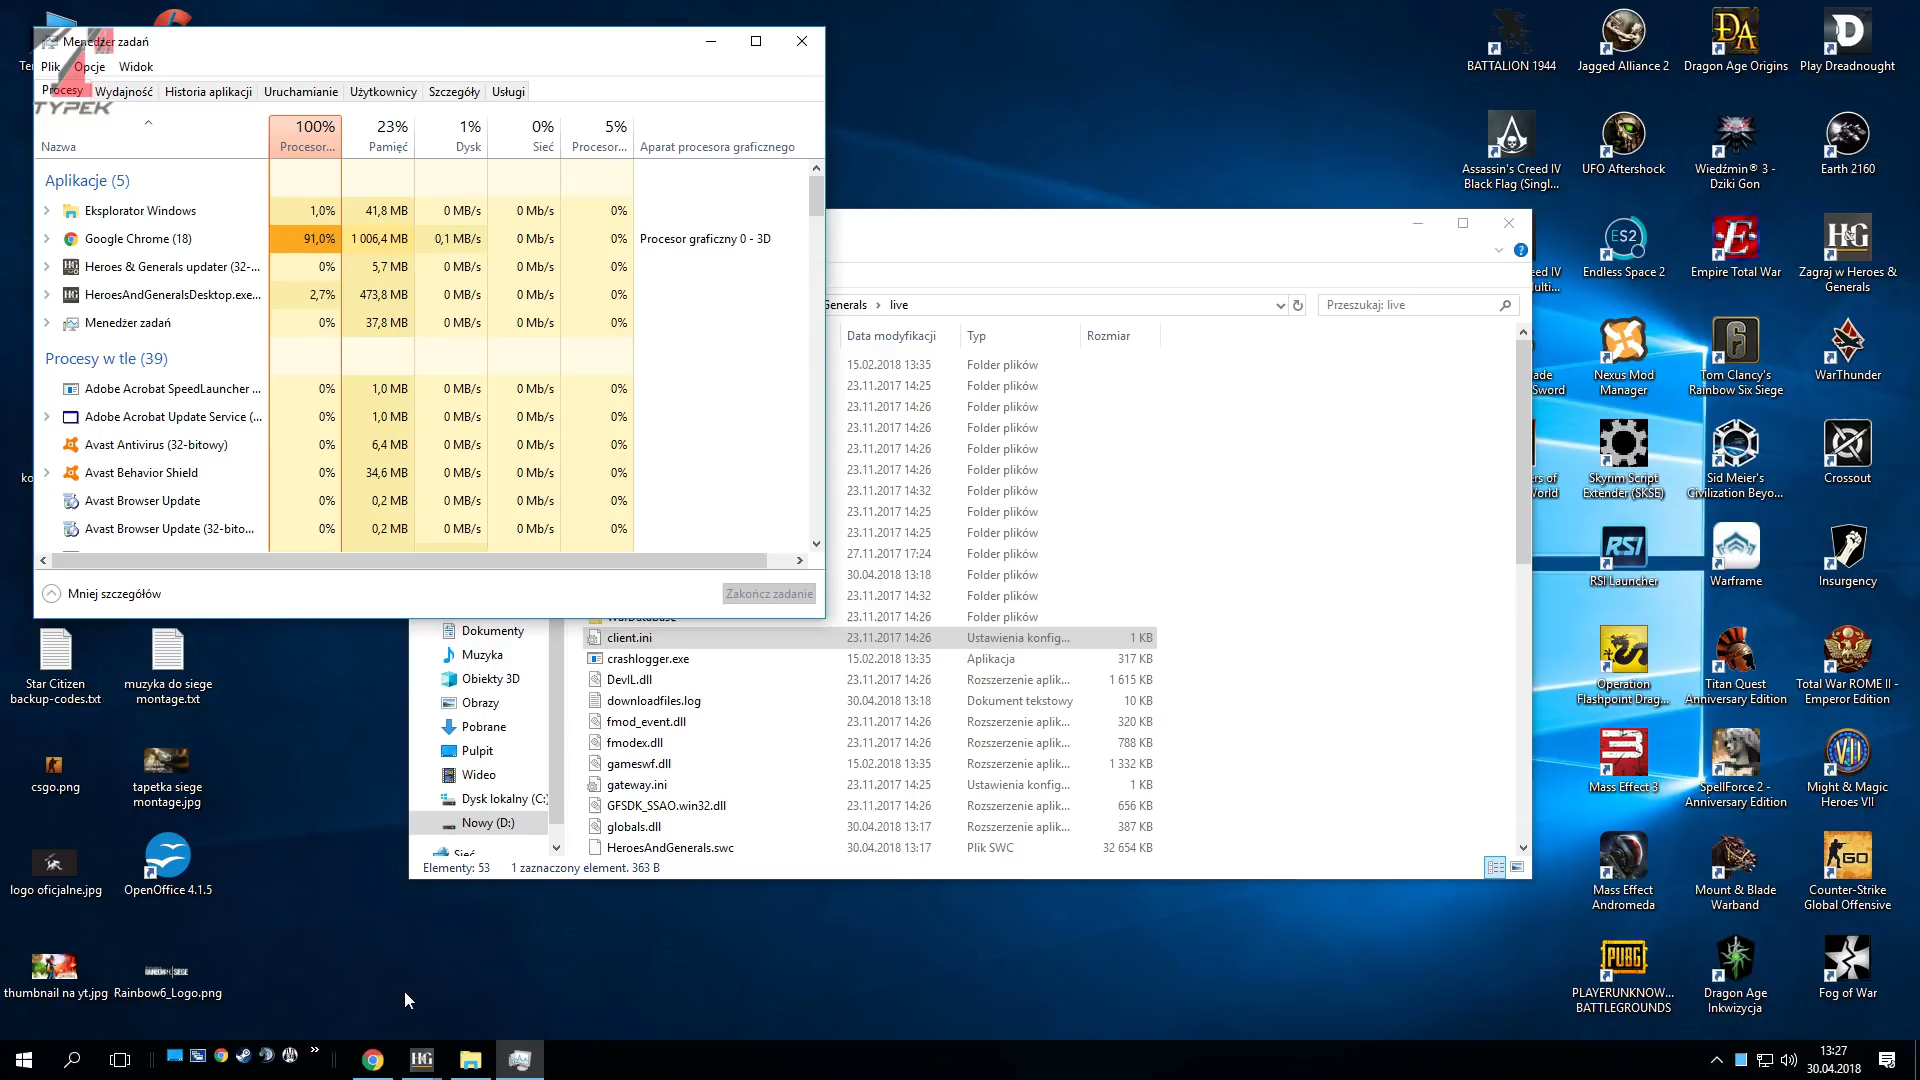 Menedżer zadań
Plik Opcje Widok
Procesy Wydajność Historia aplikacji Uruchamianie Użytkownicy Szczegóły Usługi
TYPEK
100% 23% 1% 0% 5%
Nazwa Procesor... Pamięć Dysk Sieć Procesor... Aparat procesora graficznego
Aplikacje (5)
Eksplorator Windows 1,0% 41,8 MB 0 MB/s 0 Mb/s 0%
Google Chrome (18) 91,0% 1 006,4 MB 0,1 MB/s 0 Mb/s 0% Procesor graficzny 0 - 3D
Heroes & Generals updater (32-... 0% 5,7 MB 0 MB/s 0 Mb/s 0%
HeroesAndGeneralsDesktop.exe... 2,7% 473,8 MB 0 MB/s 0 Mb/s 0%
Menedżer zadań 0% 37,8 MB 0 MB/s 0 Mb/s 0%
Procesy w tle (39)
Adobe Acrobat SpeedLauncher ... 0% 1,0 MB 0 MB/s 0 Mb/s 0%
Adobe Acrobat Update Service (... 0% 1,0 MB 0 MB/s 0 Mb/s 0%
Avast Antivirus (32-bitowy) 0% 6,4 MB 0 MB/s 0 Mb/s 0%
Avast Behavior Shield 0% 34,6 MB 0 MB/s 0 Mb/s 0%
Avast Browser Update 0% 0,2 MB 0 MB/s 0 Mb/s 0%
Avast Browser Update (32-bito... 0% 0,2 MB 0 MB/s 0 Mb/s 0%
Mniej szczegółów Zakończ zadanie
Generals > live Przeszukaj: live
Data modyfikacji Typ Rozmiar
15.02.2018 13:35 Folder plików
23.11.2017 14:25 Folder plików
23.11.2017 14:26 Folder plików
23.11.2017 14:26 Folder plików
23.11.2017 14:26 Folder plików
23.11.2017 14:26 Folder plików
23.11.2017 14:32 Folder plików
23.11.2017 14:25 Folder plików
23.11.2017 14:25 Folder plików
27.11.2017 17:24 Folder plików
30.04.2018 13:18 Folder plików
23.11.2017 14:32 Folder plików
23.11.2017 14:26 Folder plików
client.ini 23.11.2017 14:26 Ustawienia konfig... 1 KB
crashlogger.exe 15.02.2018 13:35 Aplikacja 317 KB
DevIL.dll 23.11.2017 14:26 Rozszerzenie aplik... 1 615 KB
downloadfiles.log 30.04.2018 13:18 Dokument tekstowy 10 KB
fmod_event.dll 23.11.2017 14:26 Rozszerzenie aplik... 320 KB
fmodex.dll 23.11.2017 14:26 Rozszerzenie aplik... 788 KB
gameswf.dll 15.02.2018 13:35 Rozszerzenie aplik... 1 332 KB
gateway.ini 23.11.2017 14:25 Ustawienia konfig... 1 KB
GFSDK_SSAO.win32.dll 23.11.2017 14:26 Rozszerzenie aplik... 656 KB
globals.dll 30.04.2018 13:17 Rozszerzenie aplik... 387 KB
HeroesAndGenerals.swc 30.04.2018 13:17 Plik SWC 32 654 KB
Dokumenty
Muzyka
Obiekty 3D
Obrazy
Pobrane
Pulpit
Wideo
Dysk lokalny (C:)
Nowy (D:)
Sieć
Elementy: 53 1 zaznaczony element. 363 B
Star Citizen
backup-codes.txt
muzyka do siege
montage.txt
csgo.png
tapetka siege
montage.jpg
logo oficjalne.jpg
OpenOffice 4.1.5
thumbnail na yt.jpg
Rainbow6_Logo.png
BATTALION 1944
Jagged Alliance 2
Dragon Age Origins
Play Dreadnought
Assassin's Creed IV
Black Flag (Singl...
UFO Aftershock
Wiedźmin® 3 -
Dziki Gon
Earth 2160
eed IV
ulti...
Endless Space 2
Empire Total War
Zagraj w Heroes &
Generals
ade
Sword
Nexus Mod
Manager
Tom Clancy's
Rainbow Six Siege
WarThunder
ers of
World
Skyrim Script
Extender (SKSE)
Sid Meier's
Civilization Beyo...
Crossout
RSI
RSI Launcher
Warframe
Insurgency
Operation
Flashpoint Drag...
Titan Quest
Anniversary Edition
Total War ROME II -
Emperor Edition
Mass Effect 3
SpellForce 2 -
Anniversary Edition
Might & Magic
Heroes VII
Mass Effect
Andromeda
Mount & Blade
Warband
Counter-Strike
Global Offensive
PUBG
PLAYERUNKNOW...
BATTLEGROUNDS
Dragon Age
Inkwizycja
Fog of War
13:27
30.04.2018